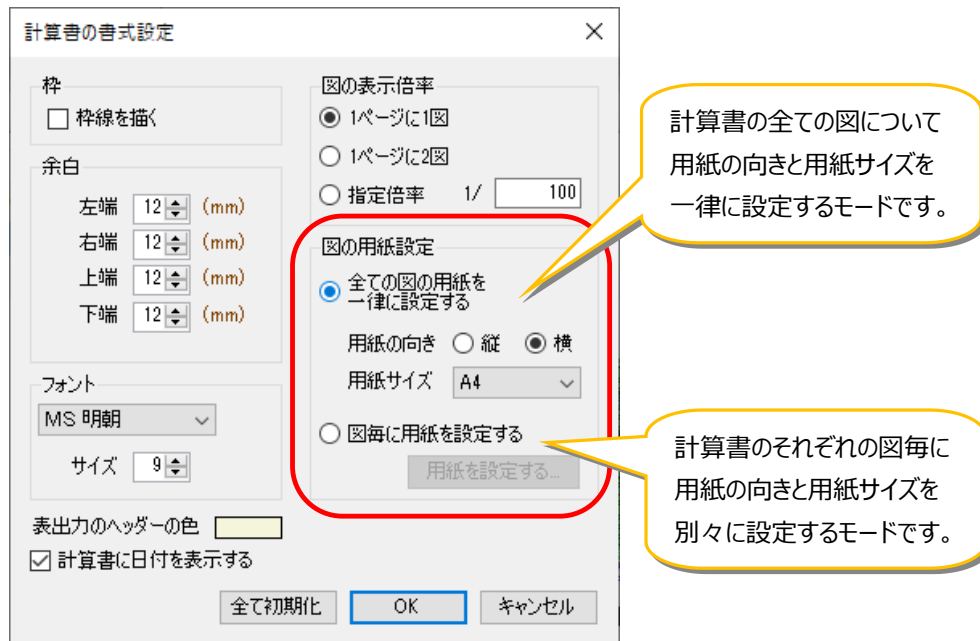 計算書の書式設定
枠
枠線を描く
余白
左端 12 (mm)
右端 12 (mm)
上端 12 (mm)
下端 12 (mm)
フォント
MS 明朝
サイズ 9
表出力のヘッダーの色
計算書に日付を表示する
図の表示倍率
1ページに1図
1ページに2図
指定倍率 1/ 100
図の用紙設定
全ての図の用紙を
一律に設定する
用紙の向き 縦 横
用紙サイズ A4
図毎に用紙を設定する
用紙を設定する...
全て初期化 OK キャンセル
計算書の全ての図について
用紙の向きと用紙サイズを
一律に設定するモードです。
計算書のそれぞれの図毎に
用紙の向きと用紙サイズを
別々に設定するモードです。